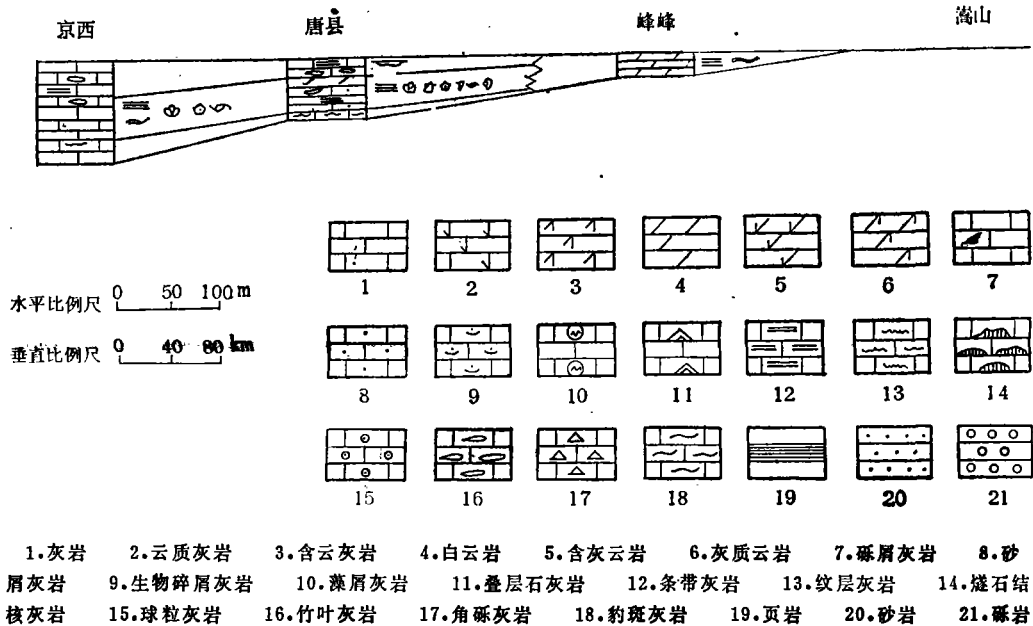 京西 唐县 峰峰 嵩山
1 2 3 4 5 6 7
水平比例尺 0 50 100m
垂直比例尺 0 40 80km
8 9 10 11 12 13 14
15 16 17 18 19 20 21
1.灰岩 2.云质灰岩 3.含云灰岩 4.白云岩 5.含灰云岩 6.灰质云岩 7.砾屑灰岩 8.砂
屑灰岩 9.生物碎屑灰岩 10.藻屑灰岩 11.叠层石灰岩 12.条带灰岩 13.纹层灰岩 14.燧石结
核灰岩 15.球粒灰岩 16.竹叶灰岩 17.角砾灰岩 18.豹斑灰岩 19.页岩 20.砂岩 21.砾岩